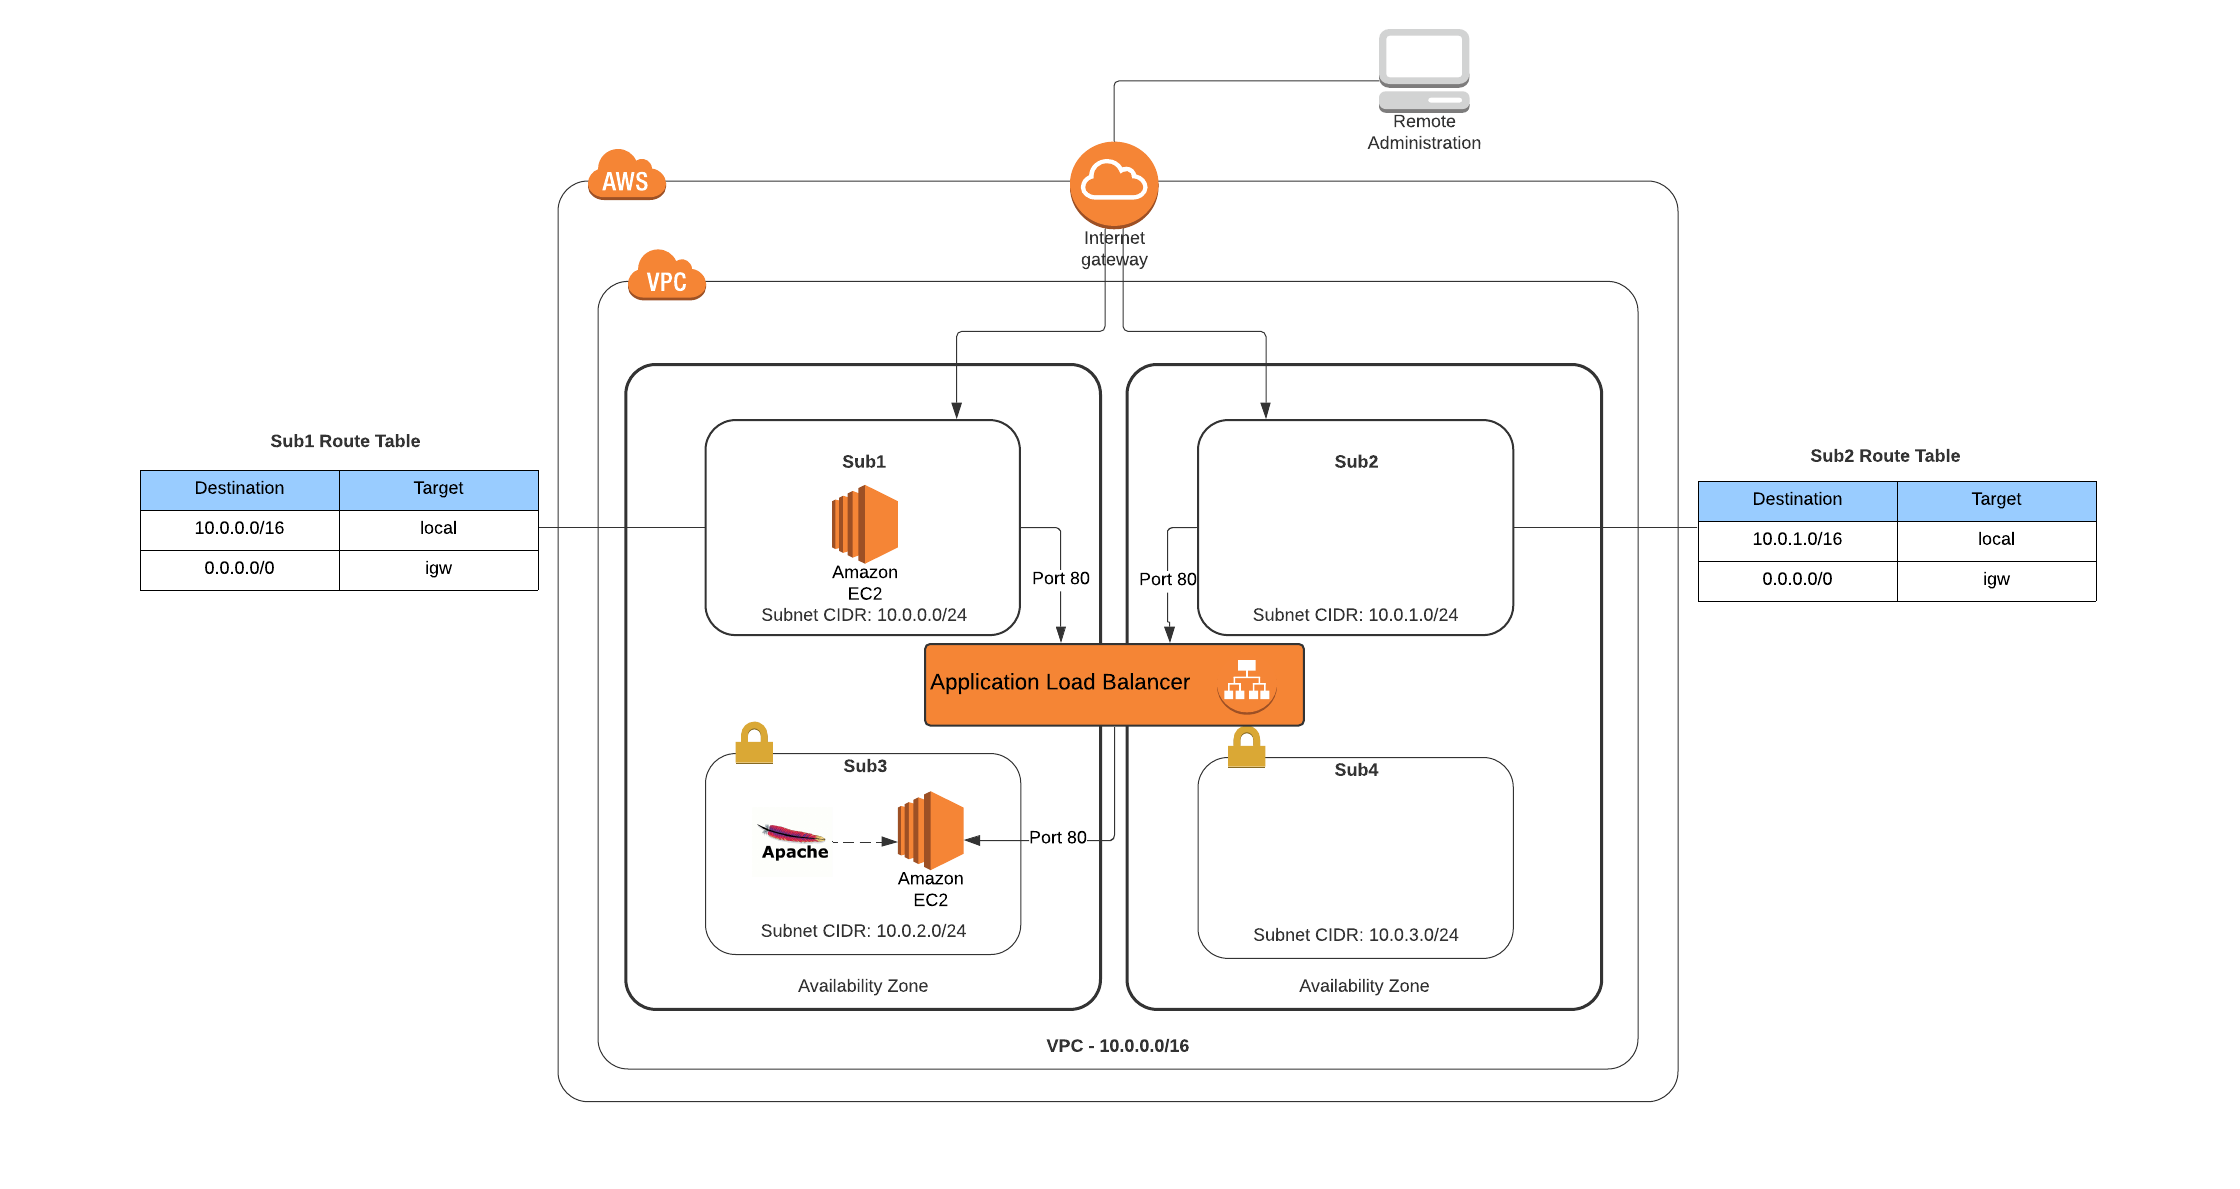 Remote
Administration
AWS
Internet
gateway
VPC
Sub1 Route Table
Destination Target
10.0.0.0/16 local
0.0.0.0/0 igw
Sub1
Amazon
EC2
Subnet CIDR: 10.0.0.0/24
Port 80
Sub2
Subnet CIDR: 10.0.1.0/24
Port 80
Sub2 Route Table
Destination Target
10.0.1.0/16 local
0.0.0.0/0 igw
Application Load Balancer
Sub3
Apache
Amazon
EC2
Subnet CIDR: 10.0.2.0/24
Port 80
Sub4
Subnet CIDR: 10.0.3.0/24
Availability Zone
Availability Zone
VPC - 10.0.0.0/16